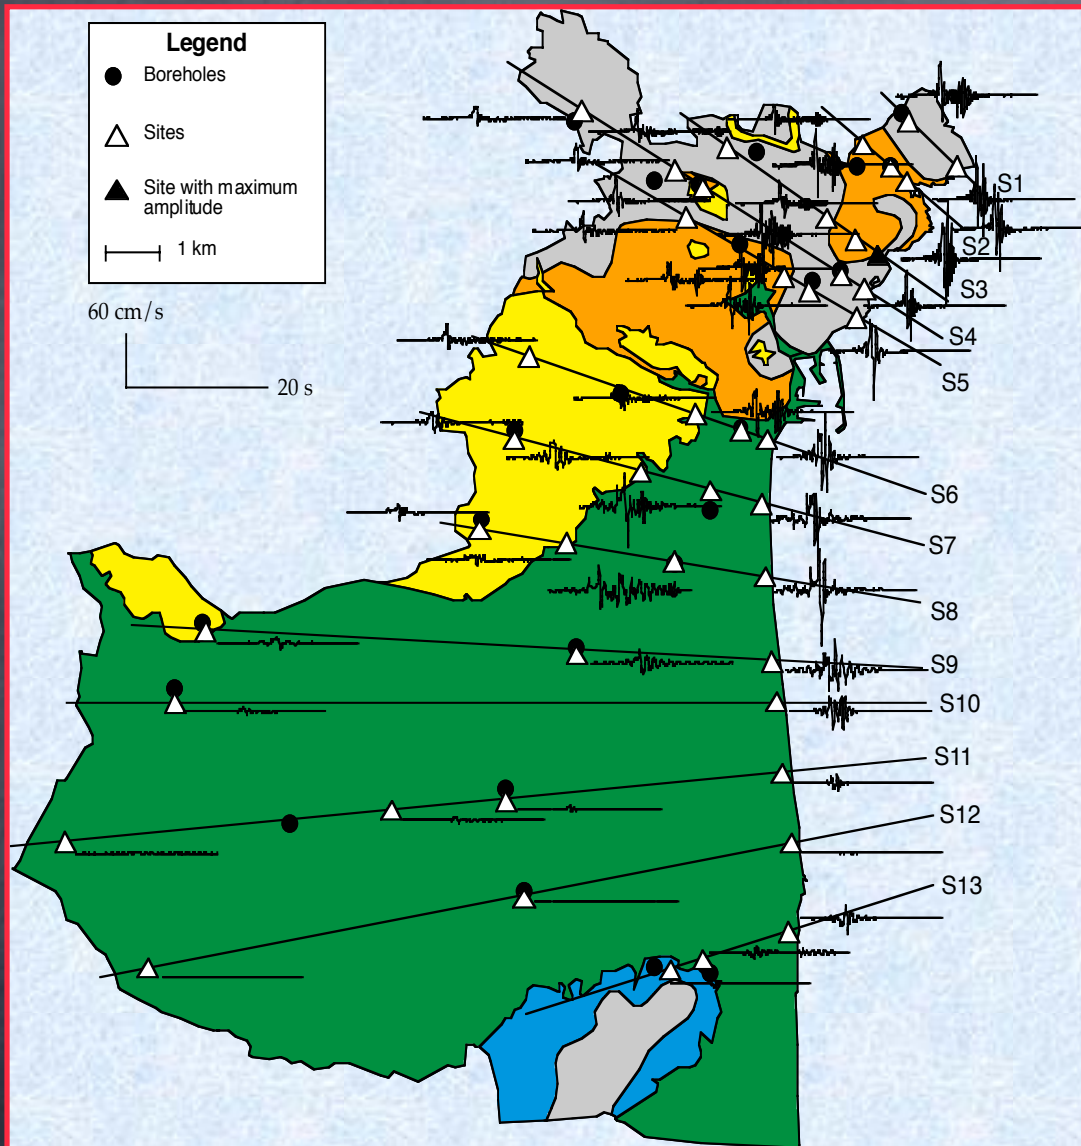 Legend
Boreholes
Sites
Site with maximum
amplitude
1 km
60 cm/s
20 s
S1
S2
S3
S4
S5
S6
S7
S8
S9
S10
S11
S12
S13